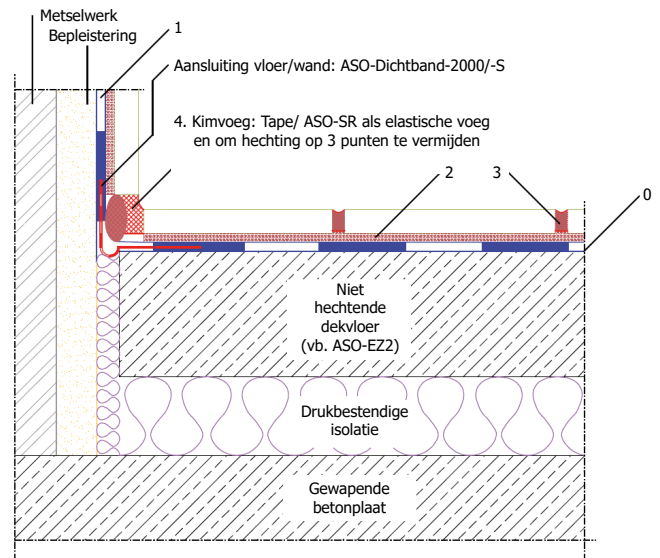 Metselwerk
Bepleistering
1
Aansluiting vloer/wand: ASO-Dichtband-2000/-S
4. Kimvoeg: Tape/ ASO-SR als elastische voeg
en om hechting op 3 punten te vermijden
2
3
0
Niet
hechtende
dekvloer
(vb. ASO-EZ2)
Drukbestendige
isolatie
Gewapende
betonplaat